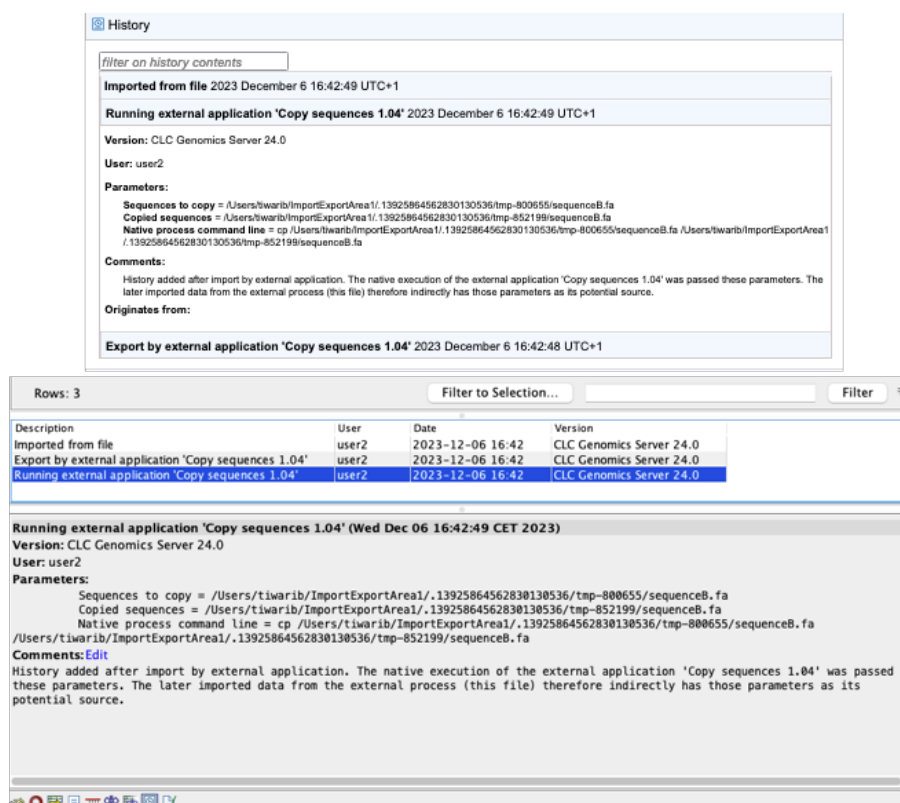 History
filter on history contents
Imported from file 2023 December 6 16:42:49 UTC+1
Running external application 'Copy sequences 1.04' 2023 December 6 16:42:49 UTC+1
Version: CLC Genomics Server 24.0
User: user2
Parameters:
Sequences to copy = /Users/tiwarib/ImportExportArea1/.13925864562830130536/tmp-800655/sequenceB.fa
Copied sequences = /Users/tiwarib/ImportExportArea1/.13925864562830130536/tmp-852199/sequenceB.fa
Native process command line = cp /Users/tiwarib/ImportExportArea1/.13925864562830130536/tmp-800655/sequenceB.fa /Users/tiwarib/ImportExportArea1
/.13925864562830130536/tmp-852199/sequenceB.fa
Comments:
History added after import by external application. The native execution of the external application 'Copy sequences 1.04' was passed these parameters. The
later imported data from the external process (this file) therefore indirectly has those parameters as its potential source.
Originates from:
Export by external application 'Copy sequences 1.04' 2023 December 6 16:42:48 UTC+1
Rows: 3 Filter to Selection... Filter
Description User Date Version
Imported from file user2 2023-12-06 16:42 CLC Genomics Server 24.0
Export by external application 'Copy sequences 1.04' user2 2023-12-06 16:42 CLC Genomics Server 24.0
Running external application 'Copy sequences 1.04' user2 2023-12-06 16:42 CLC Genomics Server 24.0
Running external application 'Copy sequences 1.04' (Wed Dec 06 16:42:49 CET 2023)
Version: CLC Genomics Server 24.0
User: user2
Parameters:
Sequences to copy = /Users/tiwarib/ImportExportArea1/.13925864562830130536/tmp-800655/sequenceB.fa
Copied sequences = /Users/tiwarib/ImportExportArea1/.13925864562830130536/tmp-852199/sequenceB.fa
Native process command line = cp /Users/tiwarib/ImportExportArea1/.13925864562830130536/tmp-800655/sequenceB.fa
/Users/tiwarib/ImportExportArea1/.13925864562830130536/tmp-852199/sequenceB.fa
Comments:Edit
History added after import by external application. The native execution of the external application 'Copy sequences 1.04' was passed
these parameters. The later imported data from the external process (this file) therefore indirectly has those parameters as its
potential source.